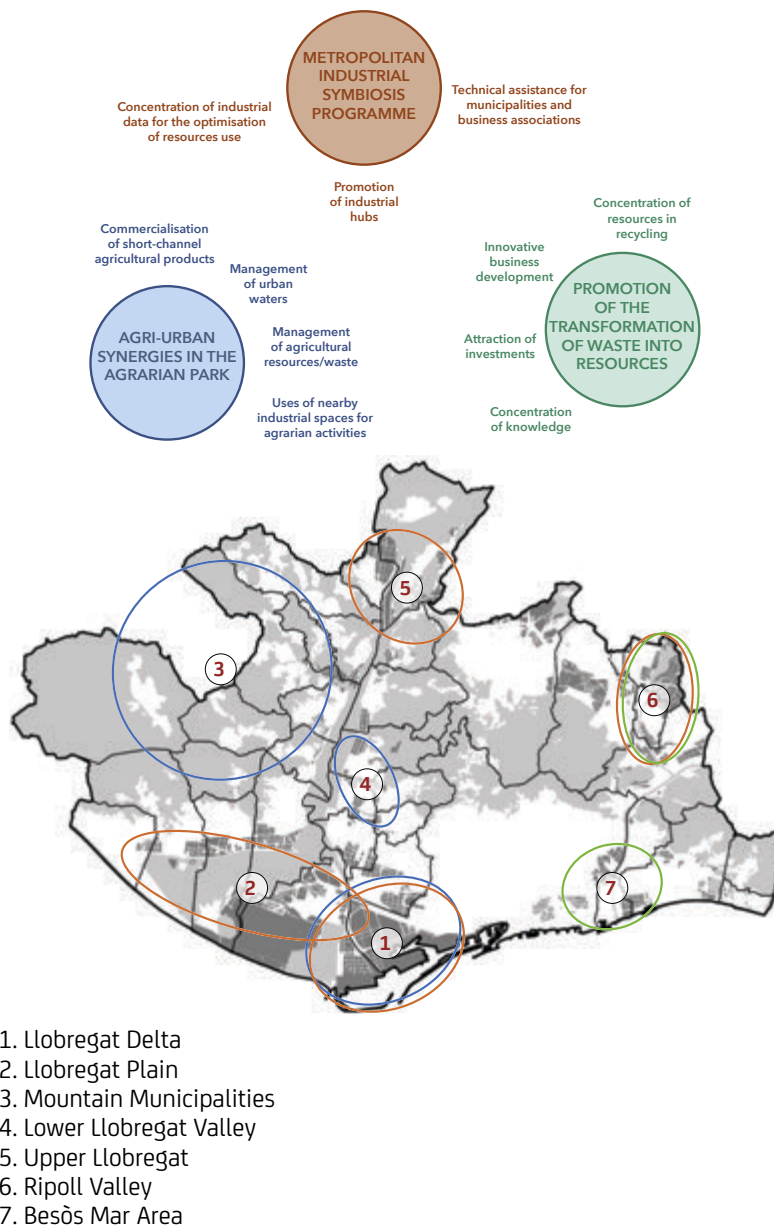 METROPOLITAN
INDUSTRIAL
SYMBIOSIS
PROGRAMME
Concentration of industrial
data for the optimisation
of resources use
Technical assistance for
municipalities and
business associations
Promotion
of industrial
hubs
Commercialisation
of short-channel
agricultural products
Management
of urban
waters
AGRI-URBAN
SYNERGIES IN THE
AGRARIAN PARK
Management
of agricultural
resources/waste
Uses of nearby
industrial spaces for
agrarian activities
Concentration of
resources in
recycling
Innovative
business
development
PROMOTION
OF THE
TRANSFORMATION
OF WASTE INTO
RESOURCES
Attraction of
investments
Concentration
of knowledge
5
3
6
4
2
7
1
1. Llobregat Delta
2. Llobregat Plain
3. Mountain Municipalities
4. Lower Llobregat Valley
5. Upper Llobregat
6. Ripoll Valley
7. Besòs Mar Area